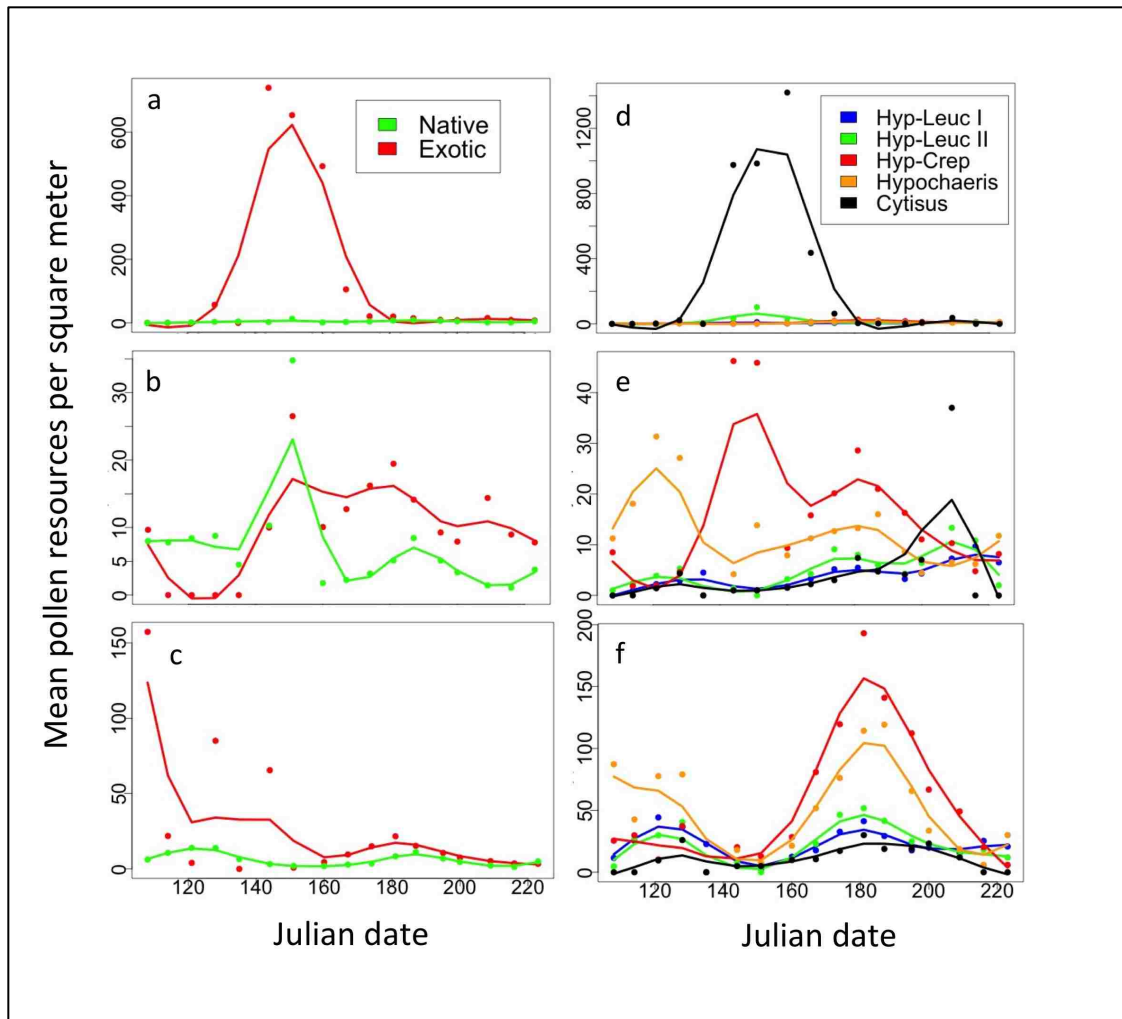 Mean pollen resources per square meter
a
Native
Exotic
600
400
200
0
b
30
20
10
5
0
c
150
100
50
0
120 140 160 180 200 220
Julian date
d
Hyp-Leuc I
Hyp-Leuc II
Hyp-Crep
Hypochaeris
Cytisus
1200
800
400
0
e
40
30
20
10
0
f
200
150
100
50
0
120 140 160 180 200 220
Julian date